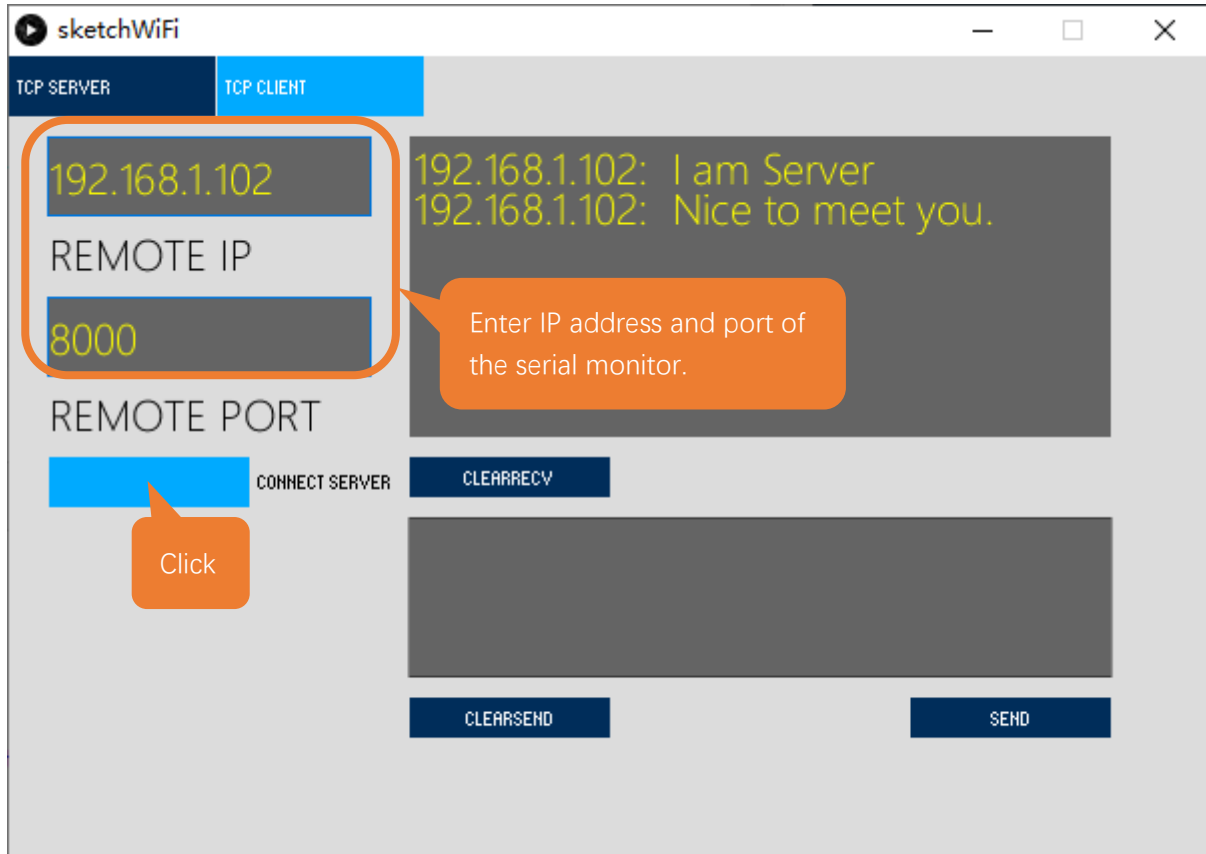 sketchWiFi
TCP SERVER
TCP CLIENT
192.168.1.102
REMOTE IP
8000
REMOTE PORT
CONNECT SERVER
Click
192.168.1.102: I am Server
192.168.1.102: Nice to meet you.
Enter IP address and port of
the serial monitor.
CLEARRECV
CLEARSEND
SEND